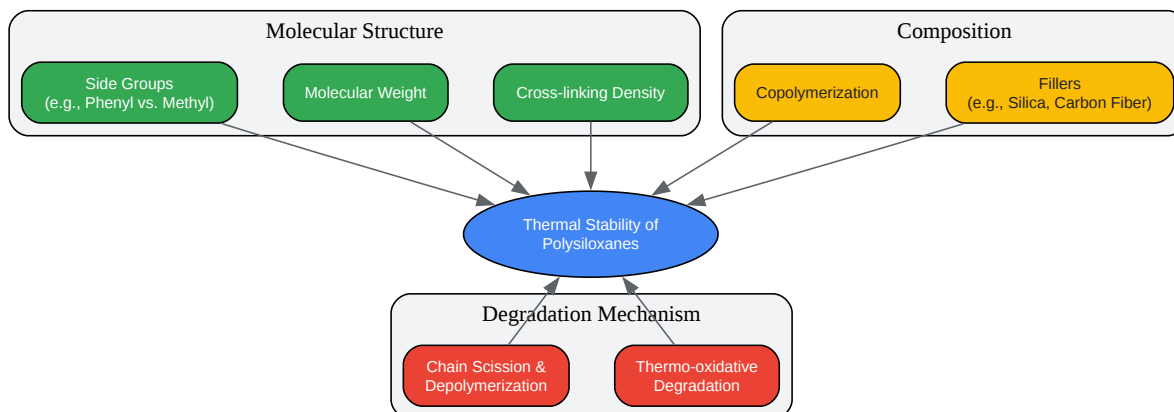 Molecular Structure
Side Groups
(e.g., Phenyl vs. Methyl)
Molecular Weight
Cross-linking Density
Composition
Copolymerization
Fillers
(e.g., Silica, Carbon Fiber)
Thermal Stability of
Polysiloxanes
Degradation Mechanism
Chain Scission &
Depolymerization
Thermo-oxidative
Degradation